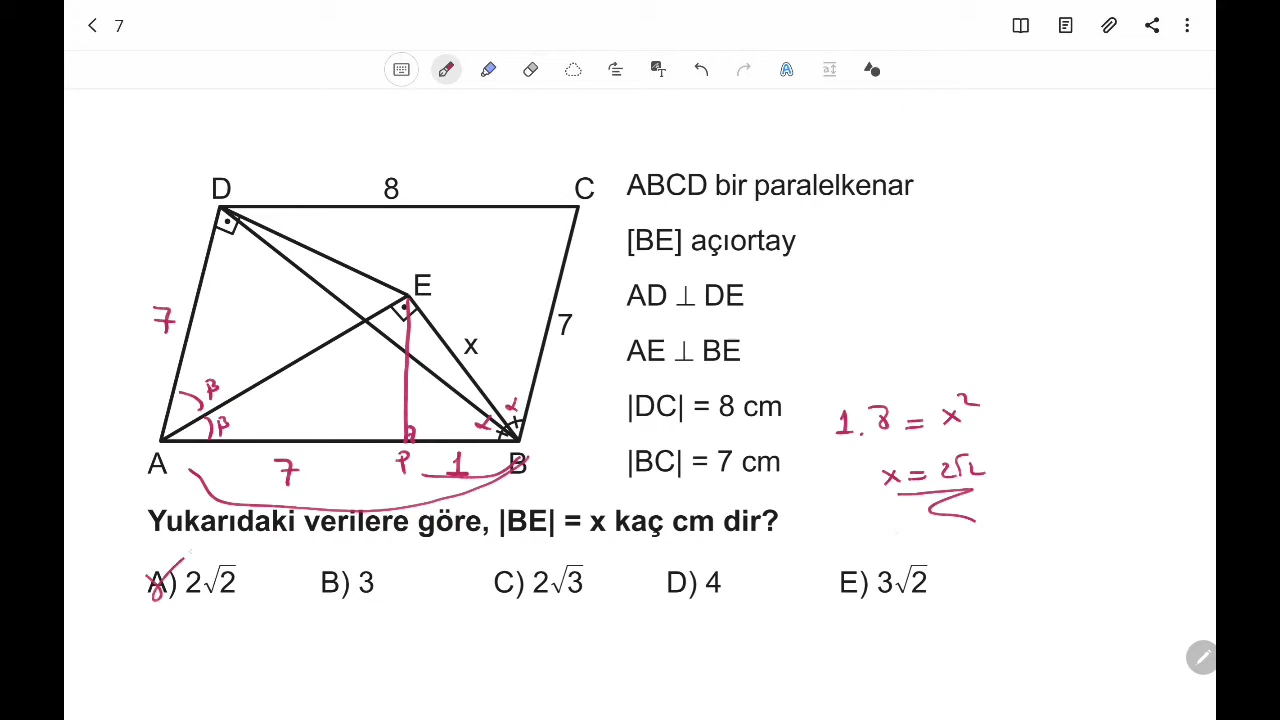 7
D 8 C
ABCD bir paralelkenar
[BE] açıortay
E
AD ⊥ DE
7
7
x
AE ⊥ BE
β
α
|DC| = 8 cm
β
α
1.8 = x²
A
7
P
1
B
|BC| = 7 cm
x = 2√2
Yukarıdaki verilere göre, |BE| = x kaç cm dir?
A) 2√2 B) 3 C) 2√3 D) 4 E) 3√2